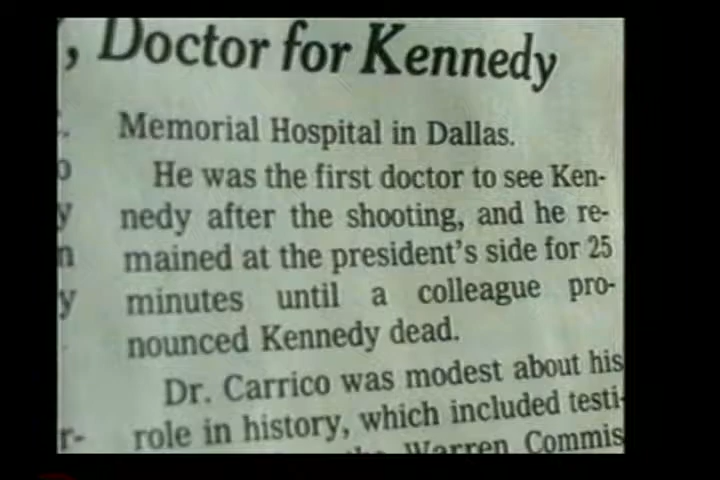 , Doctor for Kennedy
Memorial Hospital in Dallas.
He was the first doctor to see Ken-
nedy after the shooting, and he re-
mained at the president's side for 25
minutes until a colleague pro-
nounced Kennedy dead.
Dr. Carrico was modest about his
role in history, which included testi-
Warren Commis